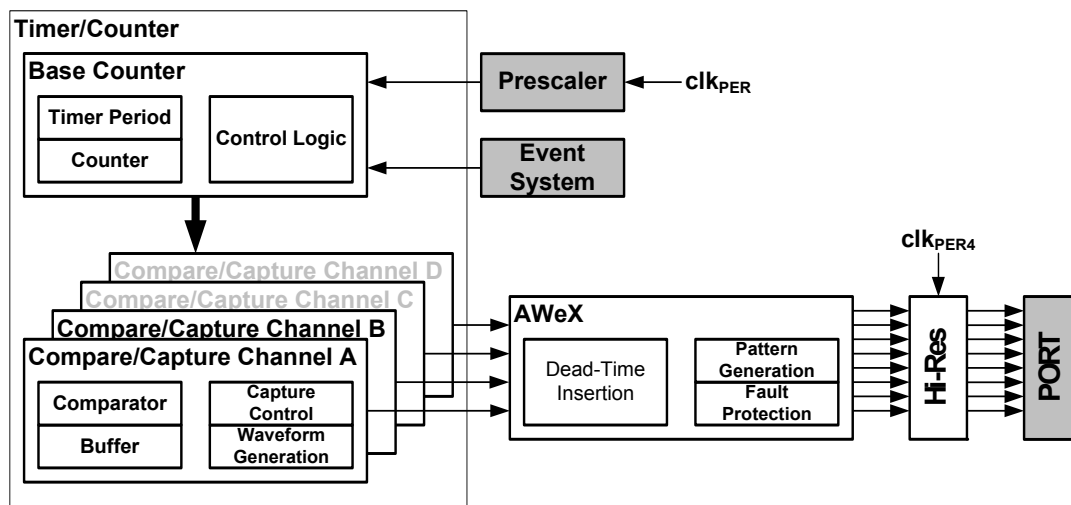 Timer/Counter
Base Counter
Timer Period
Counter
Control Logic
Prescaler
clkPER
Event
System
Compare/Capture Channel D
Compare/Capture Channel C
Compare/Capture Channel B
Compare/Capture Channel A
Comparator
Buffer
Capture
Control
Waveform
Generation
AWeX
Dead-Time
Insertion
Pattern
Generation
Fault
Protection
clkPER4
Hi-Res
PORT